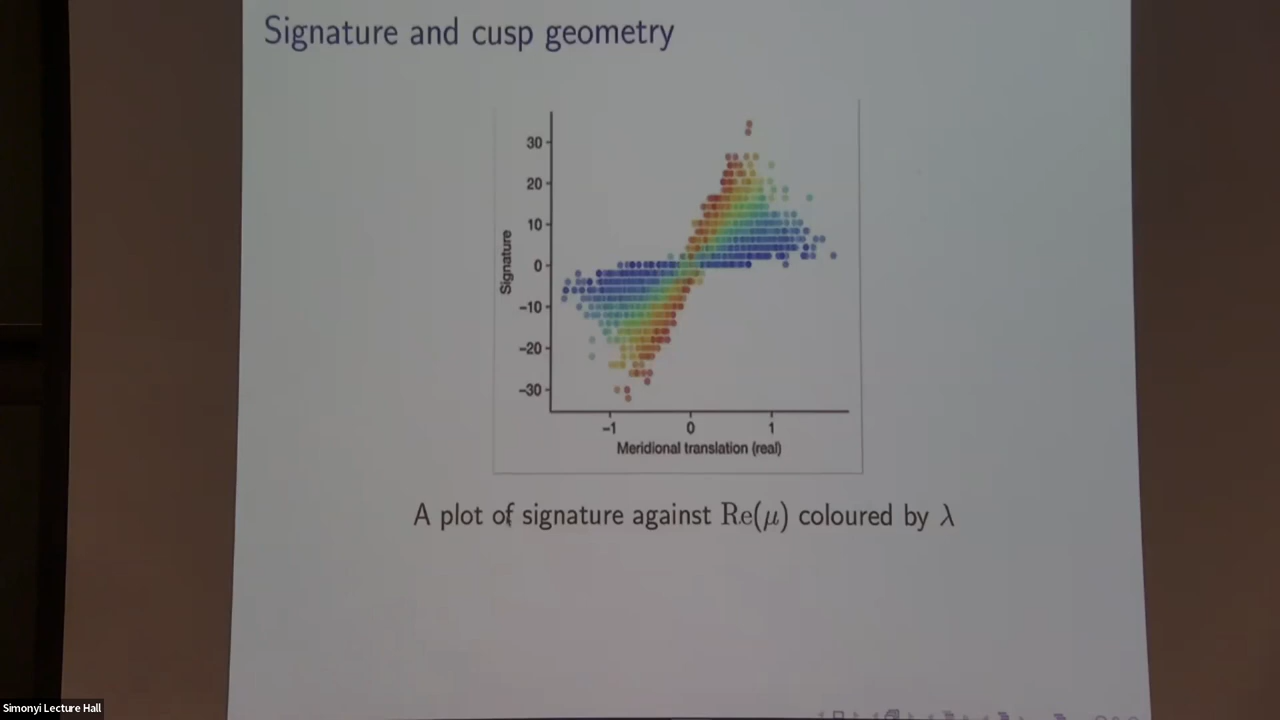 Signature and cusp geometry
30
20
10
0
−10
−20
−30
Signature
−1
0
1
Meridional translation (real)
A plot of signature against Re(μ) coloured by λ
Simonyi Lecture Hall